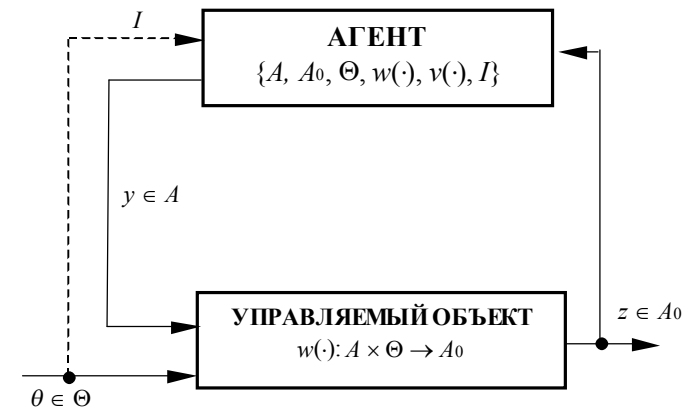 I
АГЕНТ
{A, A0, Θ, w(·), v(·), I}
y ∈ A
УПРАВЛЯЕМЫЙ ОБЪЕКТ
w(·): A × Θ → A0
z ∈ A0
θ ∈ Θ